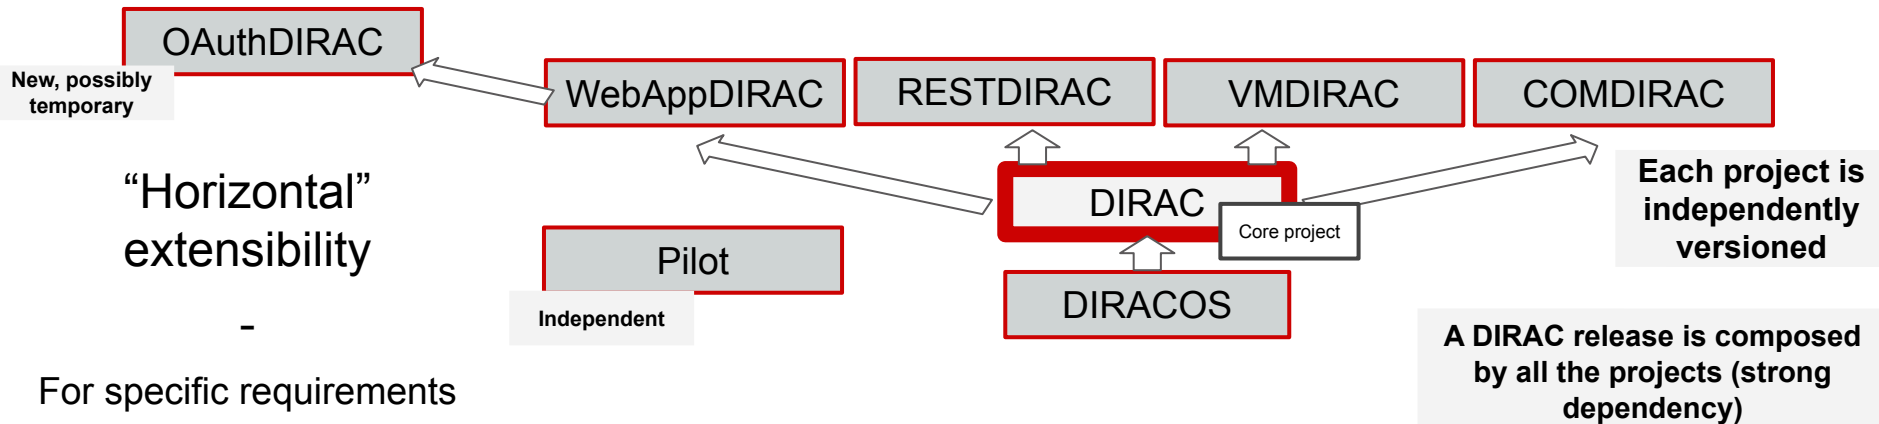 OAuthDIRAC
New, possibly
temporary
WebAppDIRAC
RESTDIRAC
VMDIRAC
COMDIRAC
“Horizontal”
extensibility
-
For specific requirements
DIRAC
Core project
Each project is
independently
versioned
Pilot
Independent
DIRACOS
A DIRAC release is composed
by all the projects (strong
dependency)